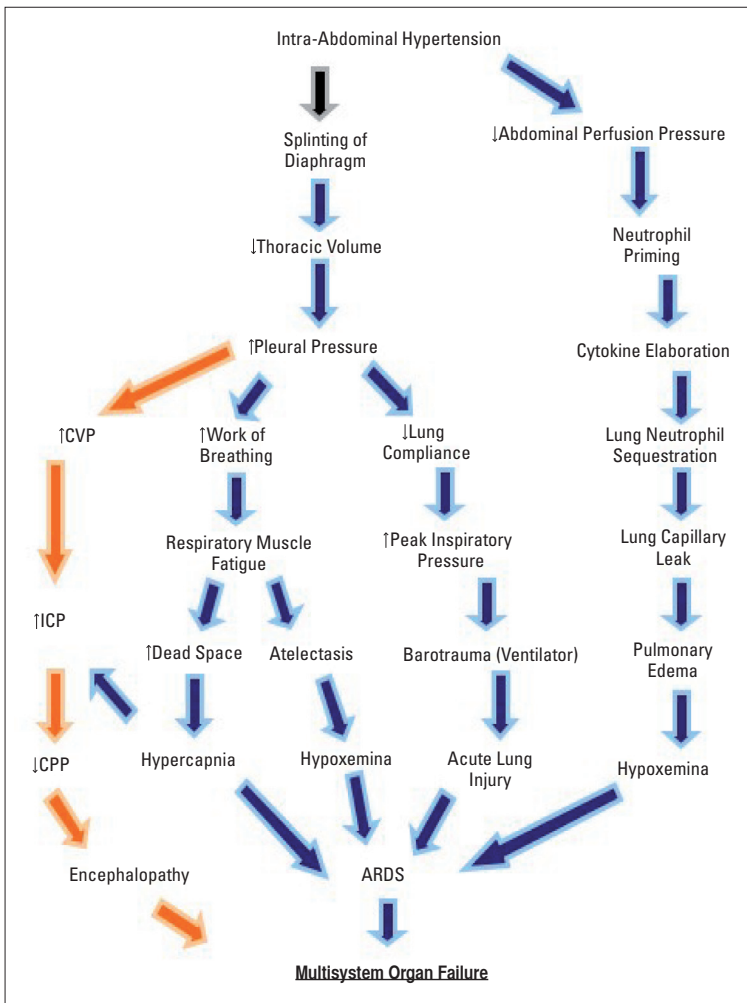 Intra-Abdominal Hypertension
Splinting of
Diaphragm
↓Abdominal Perfusion Pressure
↓Thoracic Volume
Neutrophil
Priming
↑Pleural Pressure
Cytokine Elaboration
↑CVP
↑Work of
Breathing
↓Lung
Compliance
Lung Neutrophil
Sequestration
Respiratory Muscle
Fatigue
↑Peak Inspiratory
Pressure
Lung Capillary
Leak
↑ICP
↑Dead Space
Atelectasis
Barotrauma (Ventilator)
Pulmonary
Edema
↓CPP
Hypercapnia
Hypoxemina
Acute Lung
Injury
Hypoxemina
Encephalopathy
ARDS
Multisystem Organ Failure